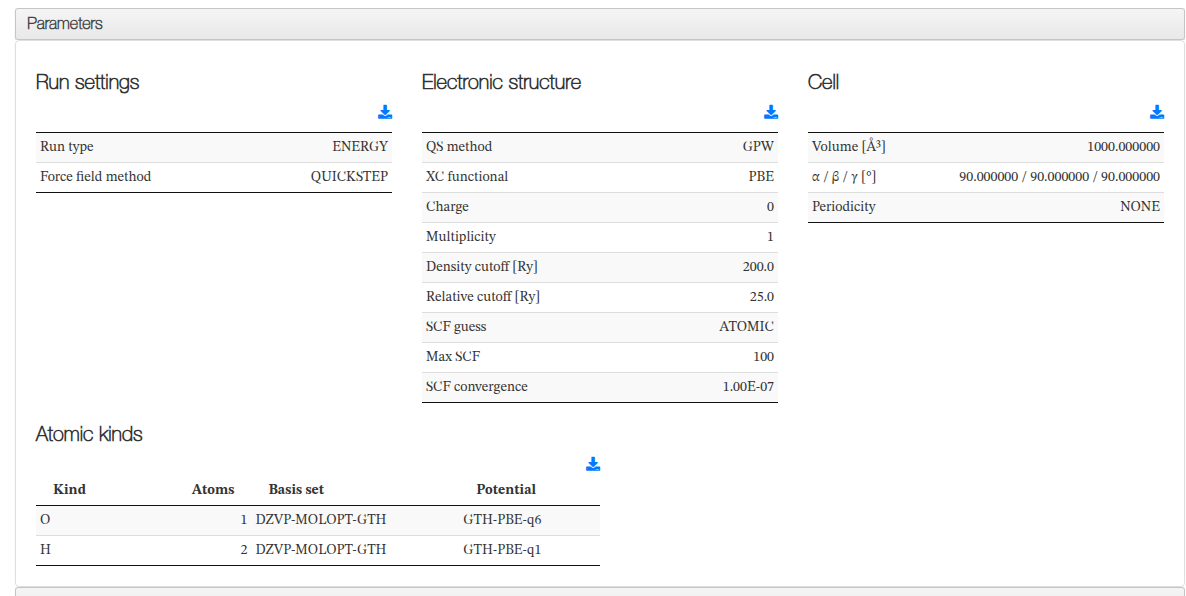 Parameters
Run settings
Run type ENERGY
Force field method QUICKSTEP
Electronic structure
QS method GPW
XC functional PBE
Charge 0
Multiplicity 1
Density cutoff [Ry] 200.0
Relative cutoff [Ry] 25.0
SCF guess ATOMIC
Max SCF 100
SCF convergence 1.00E-07
Cell
Volume [Å³] 1000.000000
α / β / γ [°] 90.000000 / 90.000000 / 90.000000
Periodicity NONE
Atomic kinds
Kind Atoms Basis set Potential
O 1 DZVP-MOLOPT-GTH GTH-PBE-q6
H 2 DZVP-MOLOPT-GTH GTH-PBE-q1